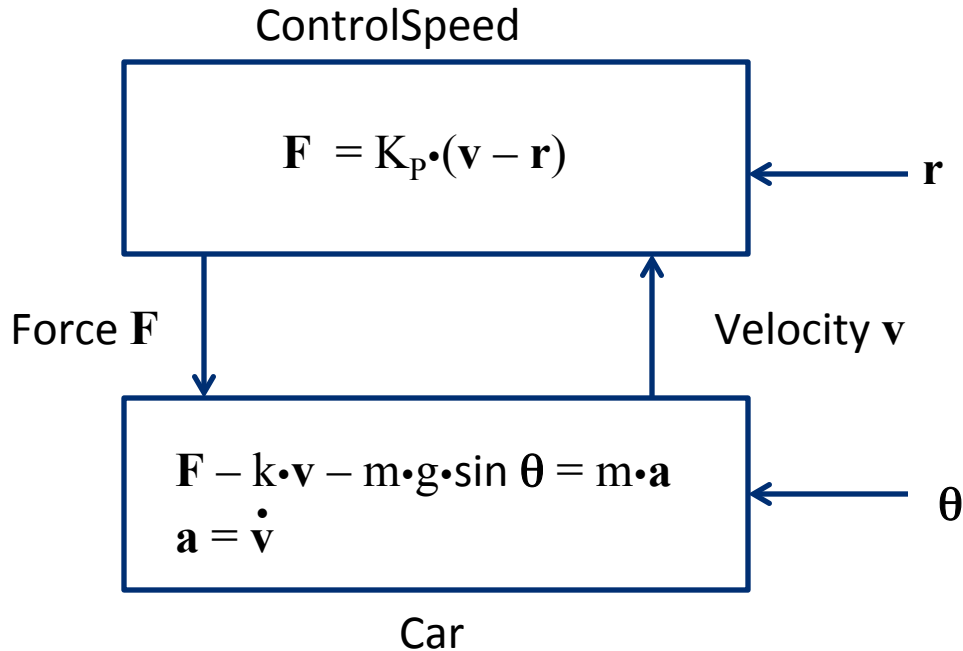 ControlSpeed
F = K_P•(v – r)
r
Force F
Velocity v
F – k•v – m•g•sin θ = m•a
a = v̇
θ
Car